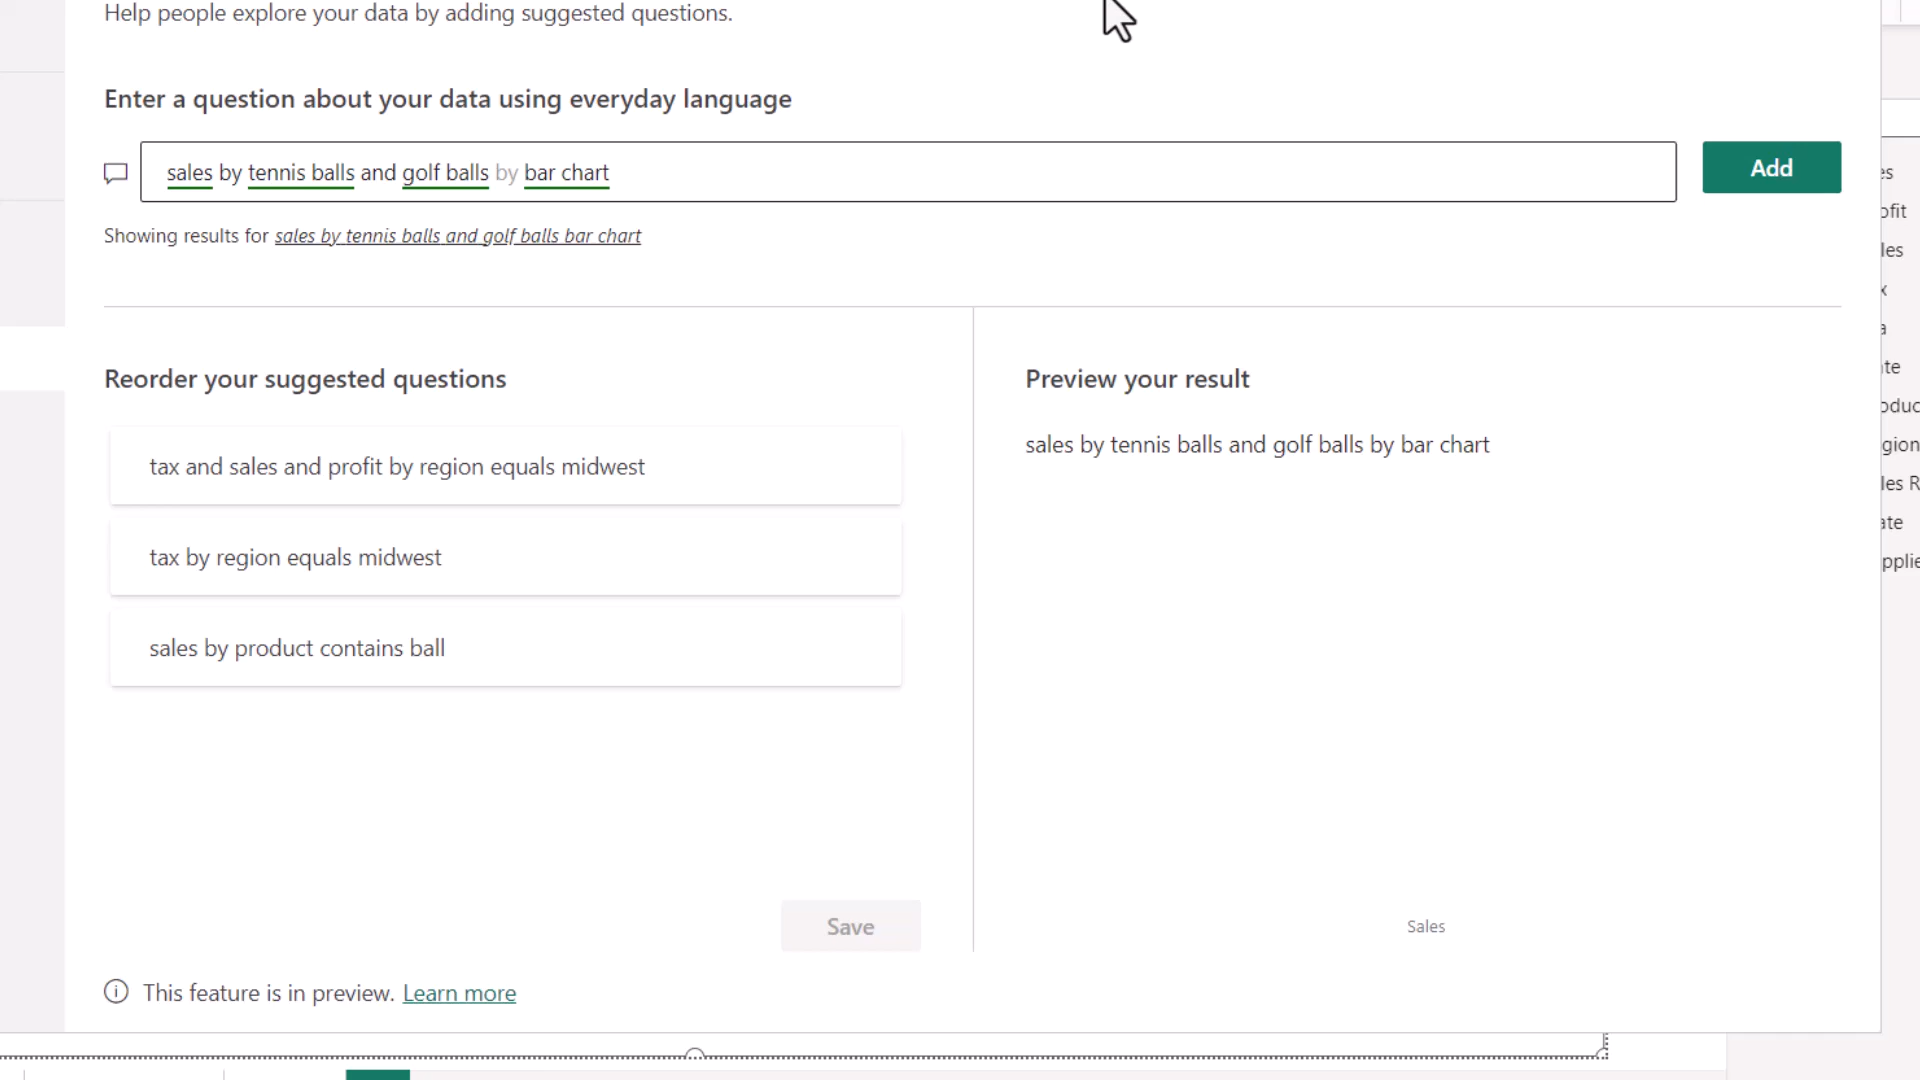 Help people explore your data by adding suggested questions.
Enter a question about your data using everyday language
sales by tennis balls and golf balls by bar chart
Add
Showing results for sales by tennis balls and golf balls bar chart
Reorder your suggested questions
tax and sales and profit by region equals midwest
tax by region equals midwest
sales by product contains ball
Save
Preview your result
sales by tennis balls and golf balls by bar chart
Sales
This feature is in preview. Learn more